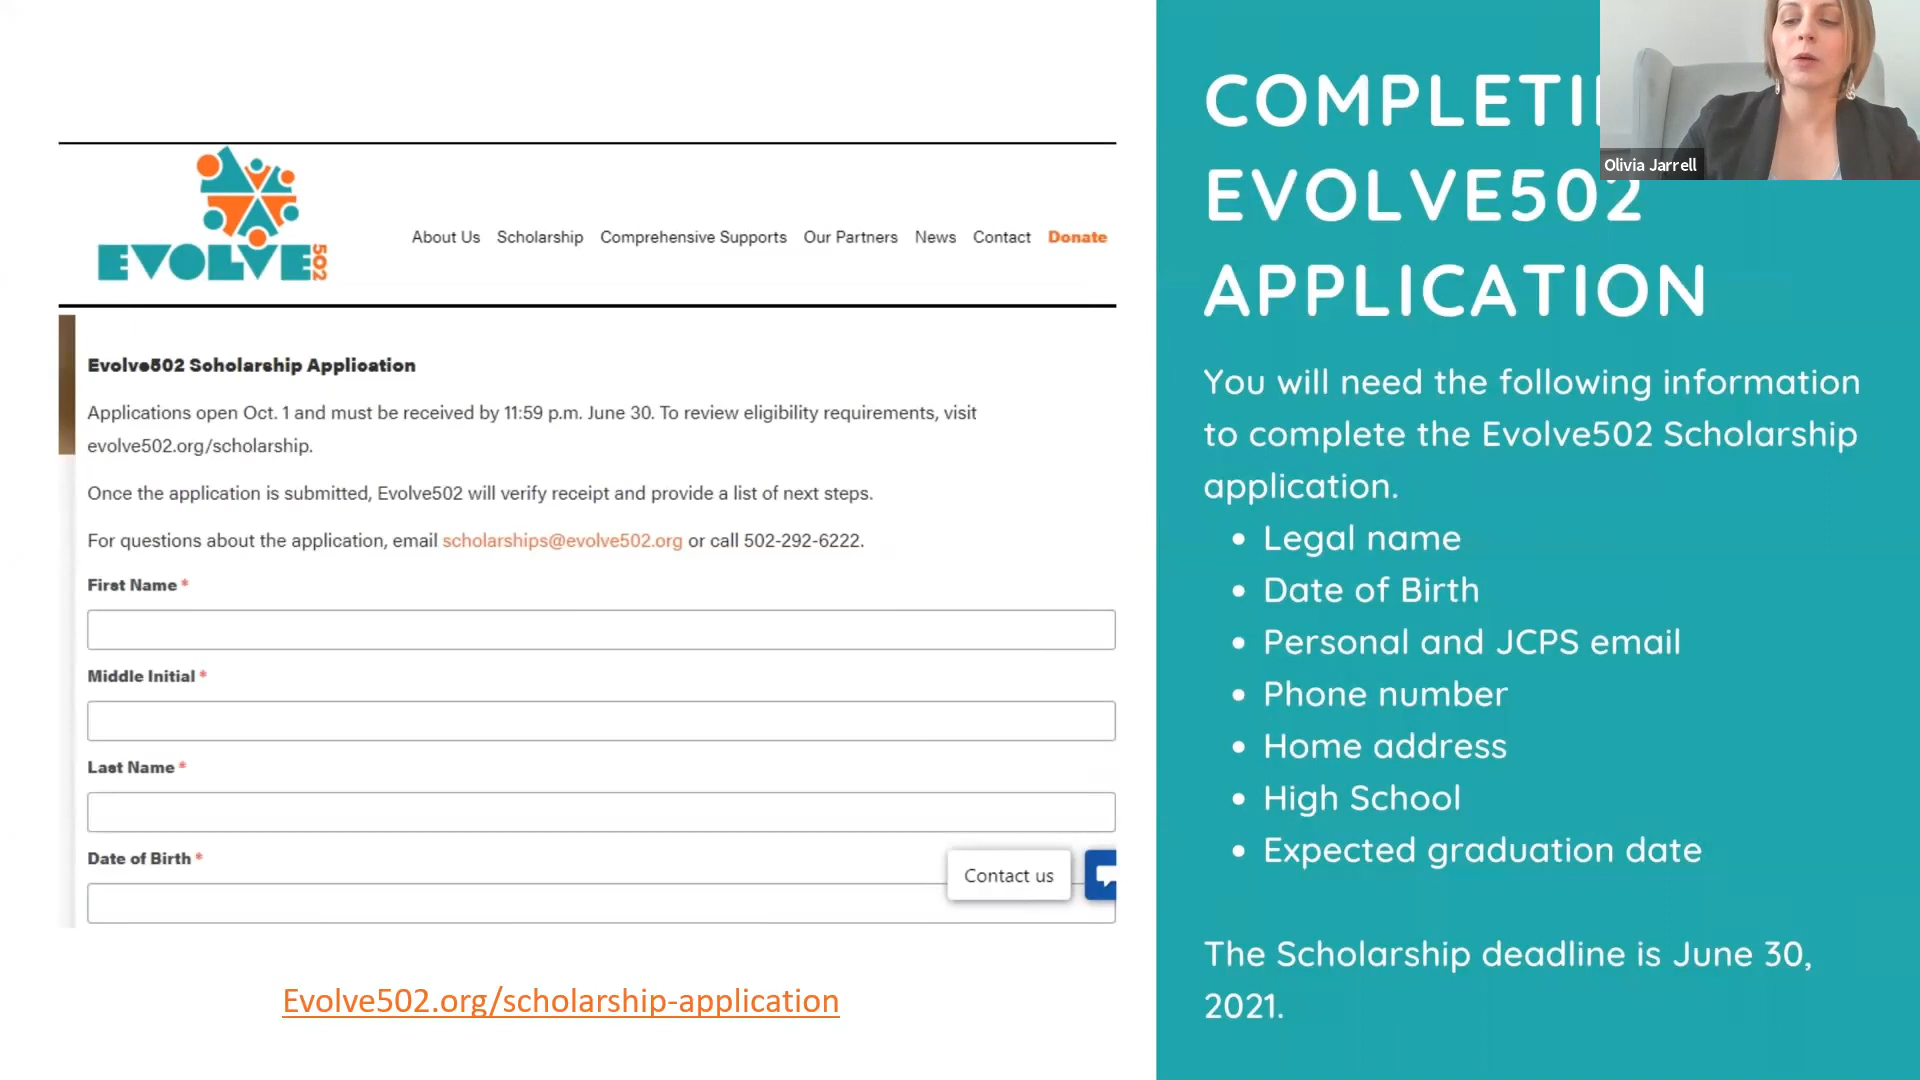 EVOLVE
502
About Us Scholarship Comprehensive Supports Our Partners News Contact Donate
Evolve502 Scholarship Application
Applications open Oct. 1 and must be received by 11:59 p.m. June 30. To review eligibility requirements, visit
evolve502.org/scholarship.
Once the application is submitted, Evolve502 will verify receipt and provide a list of next steps.
For questions about the application, email scholarships@evolve502.org or call 502-292-6222.
First Name *
Middle Initial *
Last Name *
Date of Birth *
Contact us
Evolve502.org/scholarship-application
EVOLVE502
APPLICATION
You will need the following information
to complete the Evolve502 Scholarship
application.
• Legal name
• Date of Birth
• Personal and JCPS email
• Phone number
• Home address
• High School
• Expected graduation date
The Scholarship deadline is June 30,
2021.
Olivia Jarrell